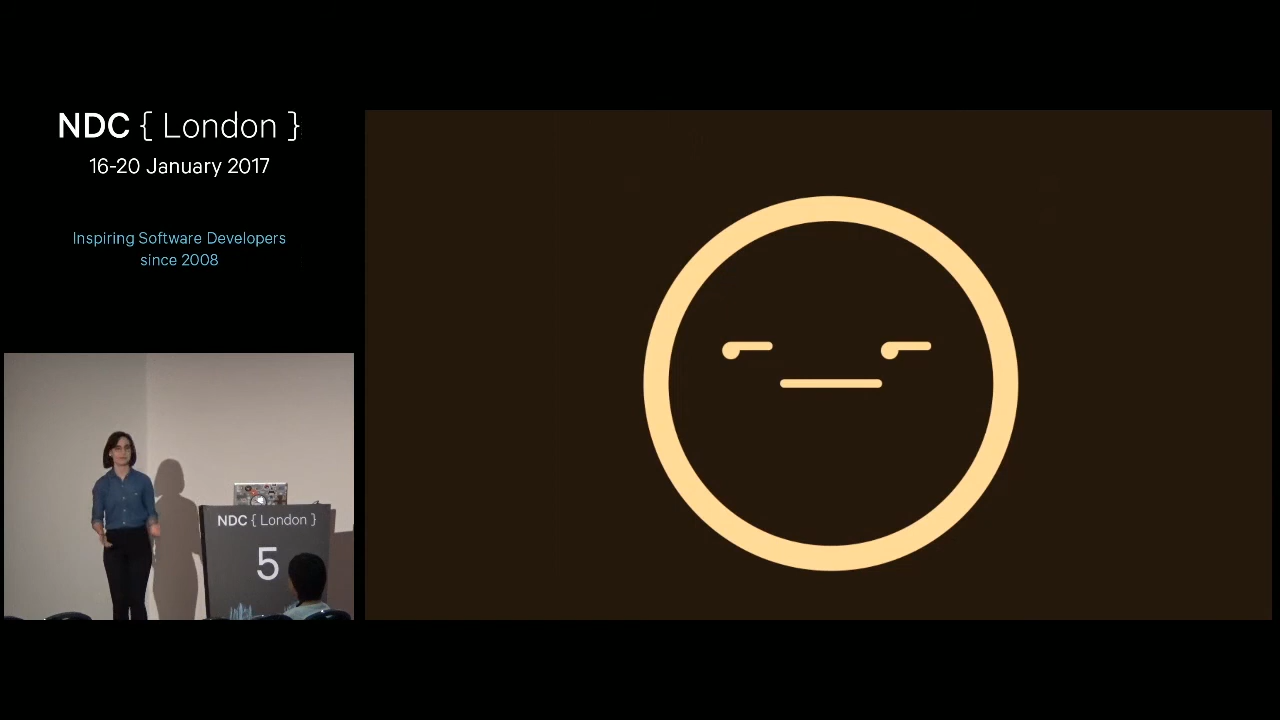 NDC { London }
16-20 January 2017
Inspiring Software Developers
since 2008
NDC { London }
5